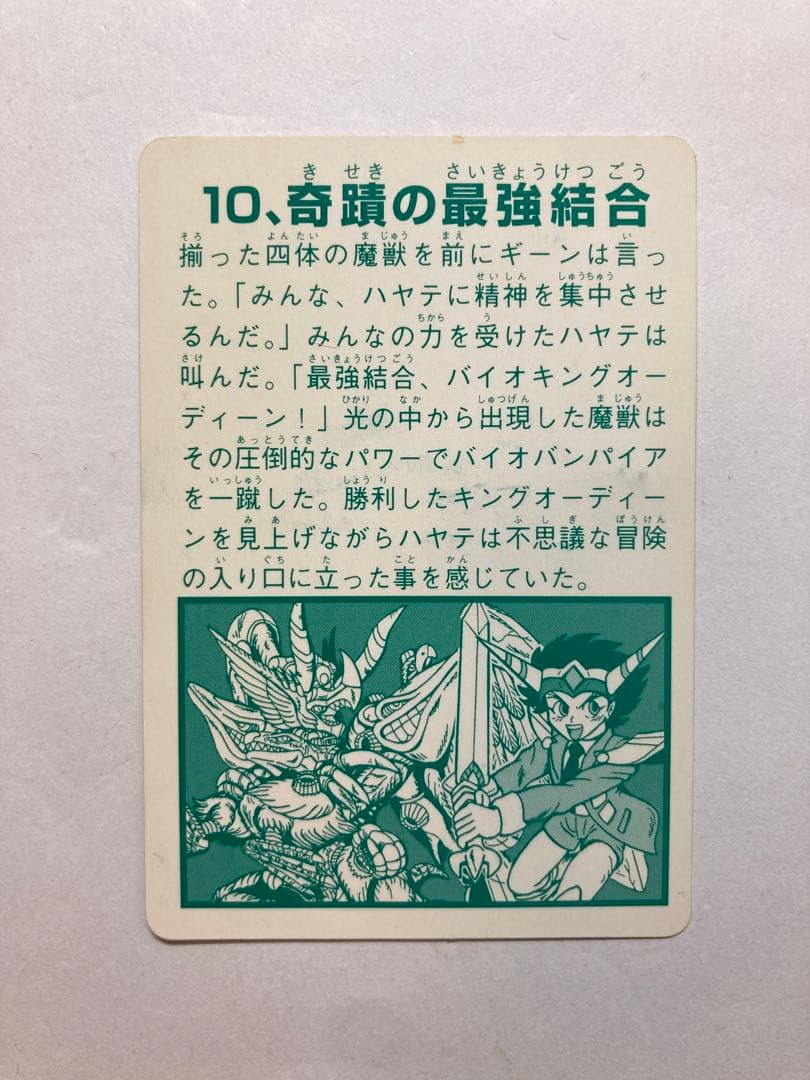 10、奇蹟の最強結合
揃った四体の魔獣を前にギーンは言っ
た。「みんな、ハヤテに精神を集中させ
るんだ。」みんなの力を受けたハヤテは
叫んだ。「最強結合、バイオキングオー
ディーン！」光の中から出現した魔獣は
その圧倒的なパワーでバイオバンパイア
を一蹴した。勝利したキングオーディー
ンを見上げながらハヤテは不思議な冒険
の入り口に立った事を感じていた。